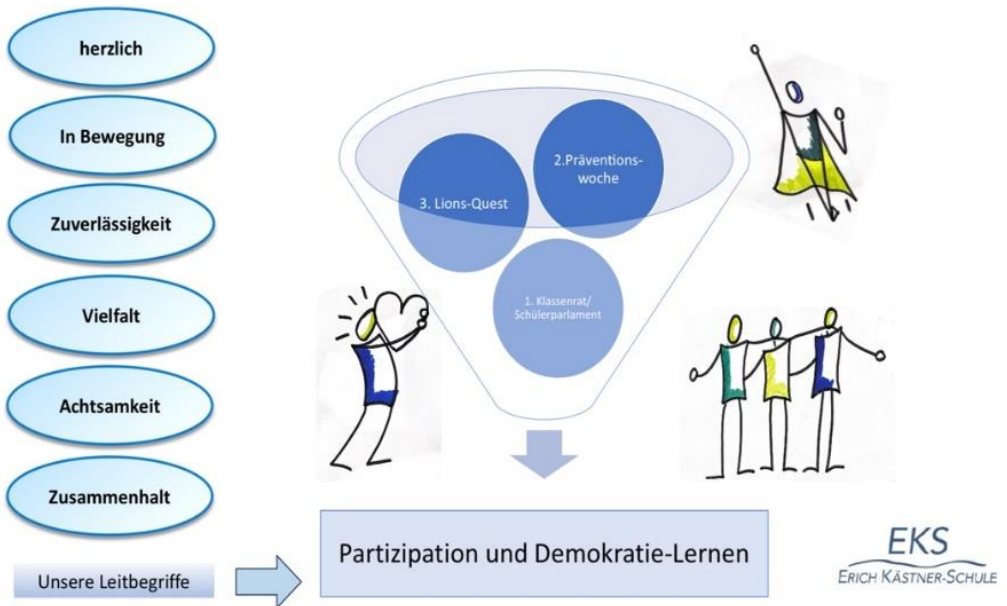 herzlich
In Bewegung
Zuverlässigkeit
Vielfalt
Achtsamkeit
Zusammenhalt
Unsere Leitbegriffe
2.Präventions-
woche
3. Lions-Quest
1. Klassenrat/
Schülerparlament
Partizipation und Demokratie-Lernen
EKS
ERICH KÄSTNER-SCHULE